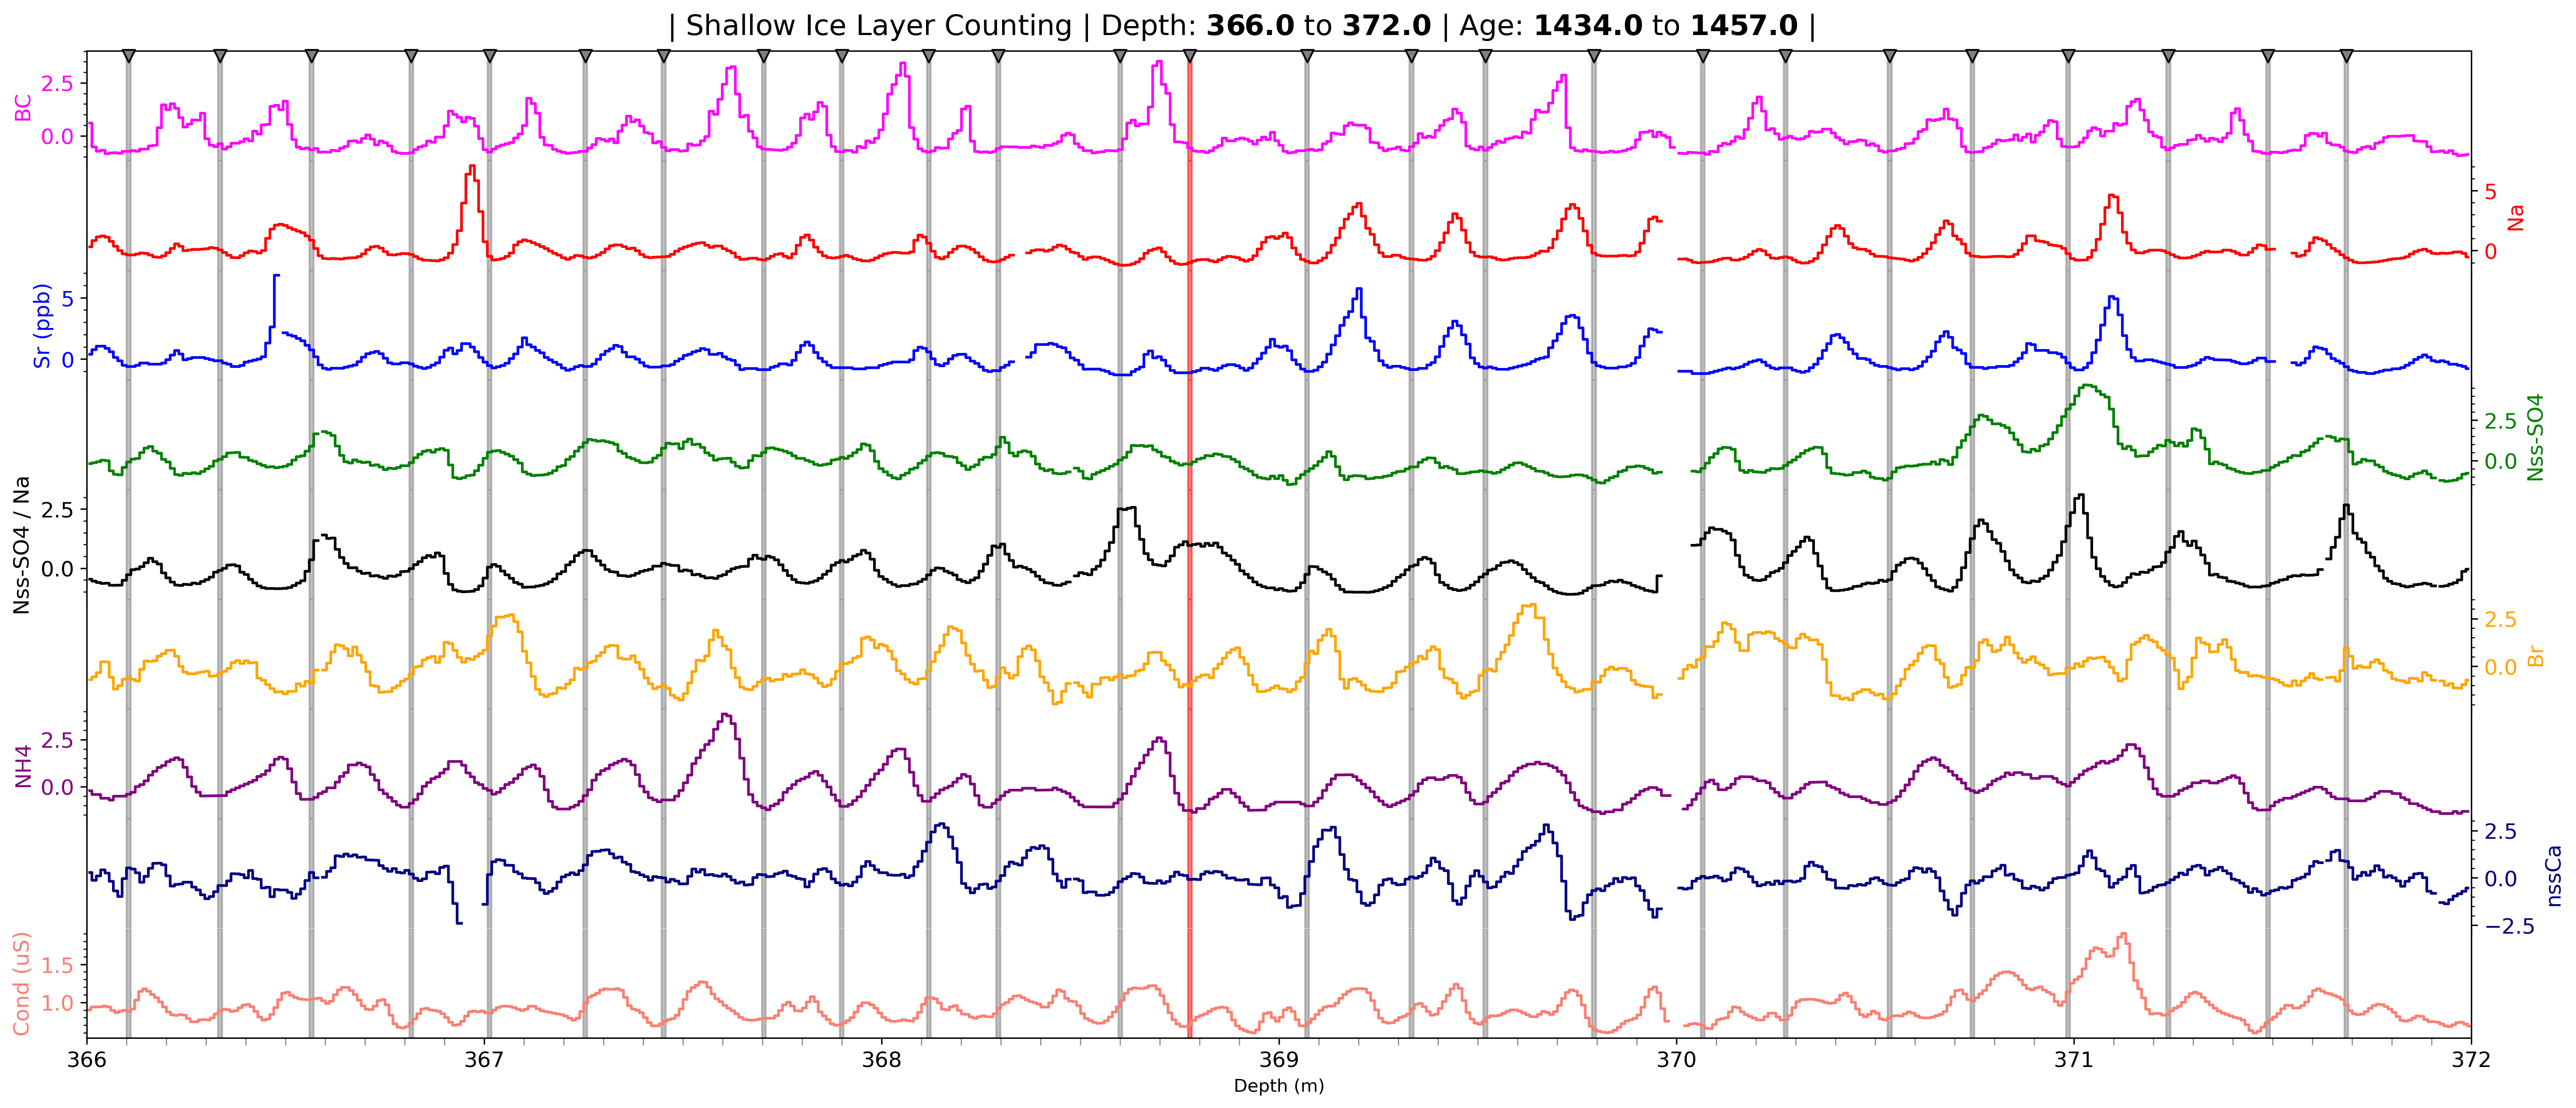 | Shallow Ice Layer Counting | Depth: 366.0 to 372.0 | Age: 1434.0 to 1457.0 |
BC
2.5
0.0
5
0
Na
Sr (ppb)
5
0
2.5
0.0
Nss-SO4
Nss-SO4 / Na
2.5
0.0
2.5
0.0
Br
NH4
2.5
0.0
2.5
0.0
−2.5
nssCa
Cond (uS)
1.5
1.0
366 367 368 369 370 371 372
Depth (m)